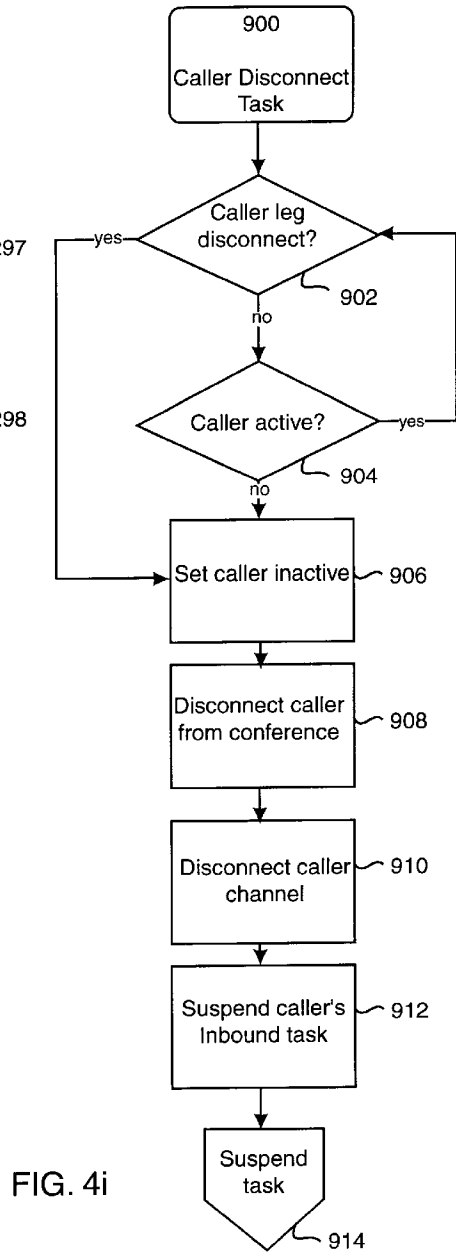 900
Caller Disconnect
Task
Caller leg
disconnect?
297
yes
902
no
298
Caller active?
yes
904
no
Set caller inactive
906
Disconnect caller
from conference
908
Disconnect caller
channel
910
Suspend caller's
Inbound task
912
Suspend
task
FIG. 4i
914